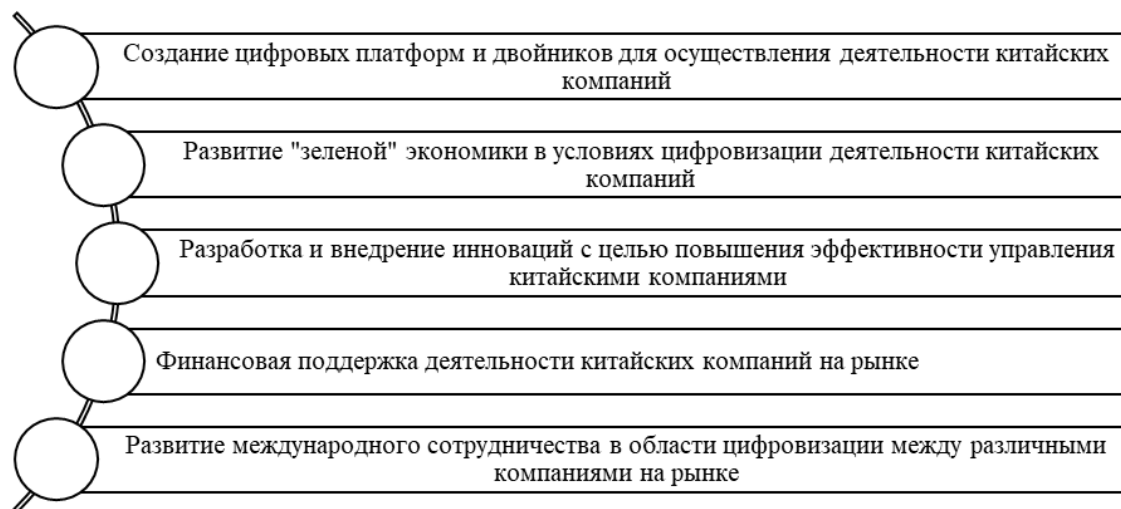 Создание цифровых платформ и двойников для осуществления деятельности китайских
компаний
Развитие "зеленой" экономики в условиях цифровизации деятельности китайских
компаний
Разработка и внедрение инноваций с целью повышения эффективности управления
китайскими компаниями
Финансовая поддержка деятельности китайских компаний на рынке
Развитие международного сотрудничества в области цифровизации между различными
компаниями на рынке